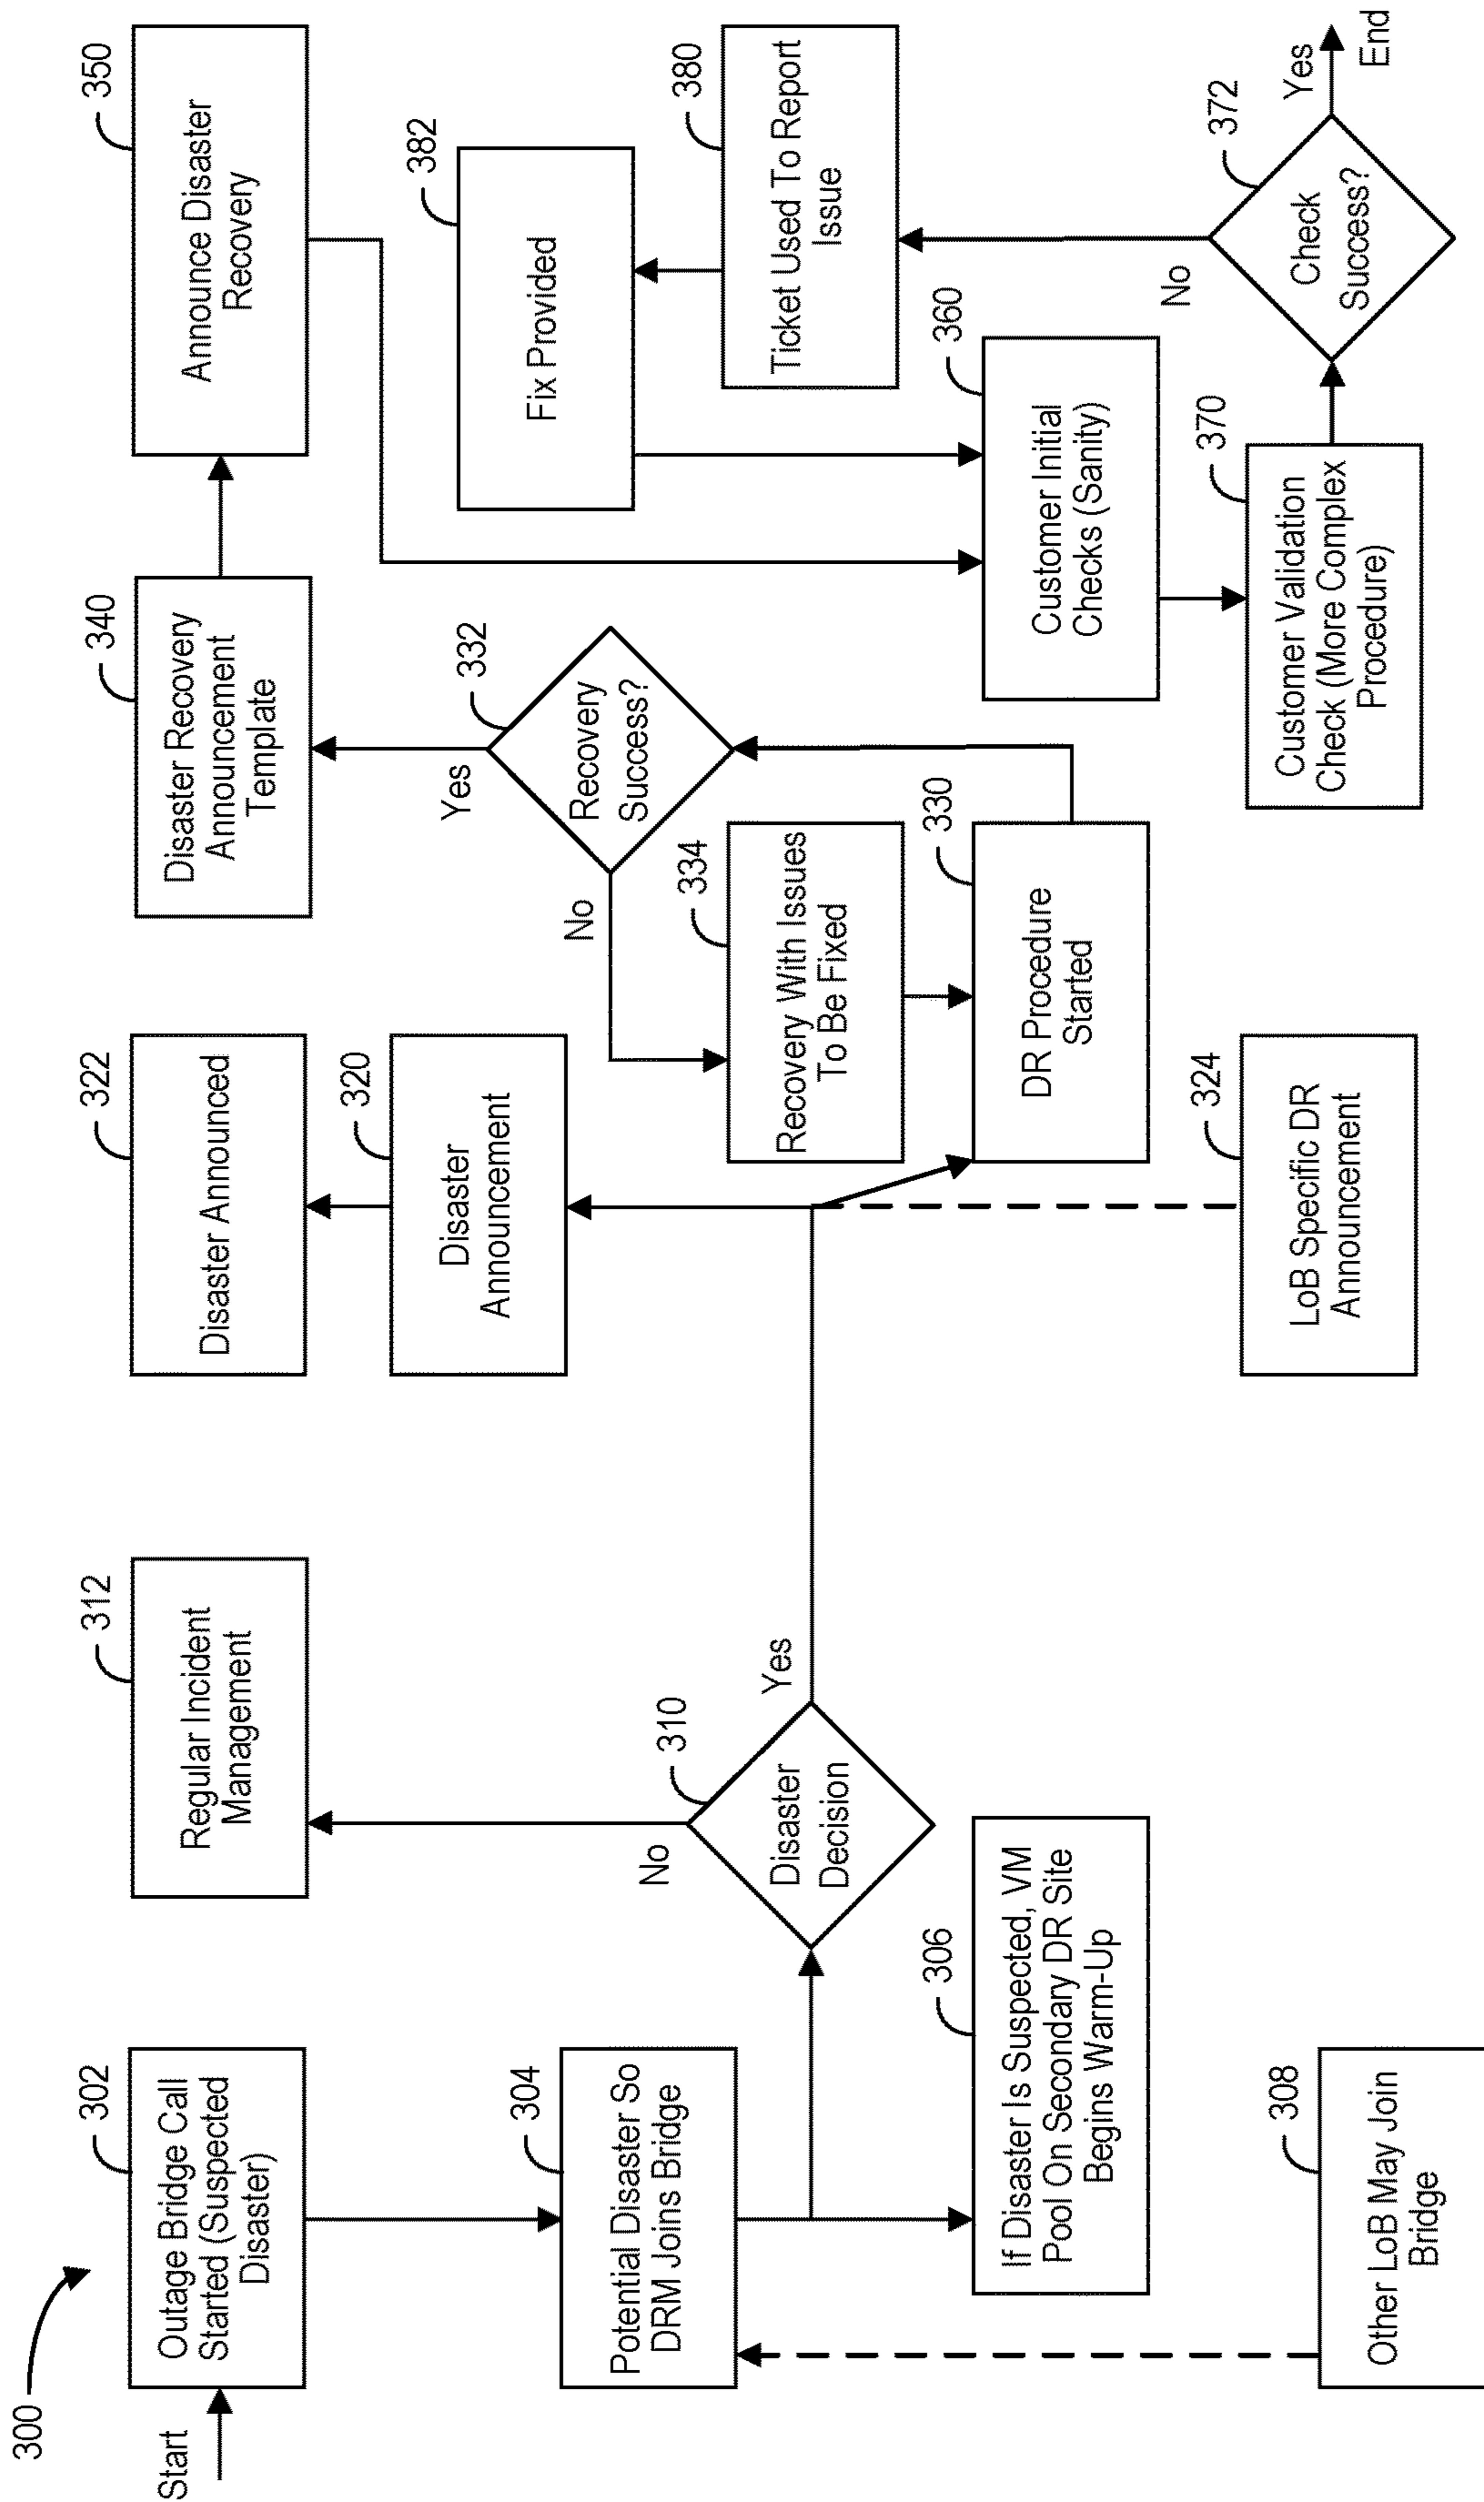 300
Start
302
Outage Bridge Call
Started (Suspected
Disaster)
304
Potential Disaster So
DRM Joins Bridge
306
If Disaster Is Suspected, VM
Pool On Secondary DR Site
Begins Warm-Up
308
Other LoB May Join
Bridge
310
Disaster
Decision
No
Yes
312
Regular Incident
Management
322
Disaster Announced
320
Disaster
Announcement
324
LoB Specific DR
Announcement
334
Recovery With Issues
To Be Fixed
330
DR Procedure
Started
332
Recovery
Success?
No
Yes
340
Disaster Recovery
Announcement
Template
350
Announce Disaster
Recovery
382
Fix Provided
380
Ticket Used To Report
Issue
360
Customer Initial
Checks (Sanity)
370
Customer Validation
Check (More Complex
Procedure)
372
Check
Success?
No
Yes
End